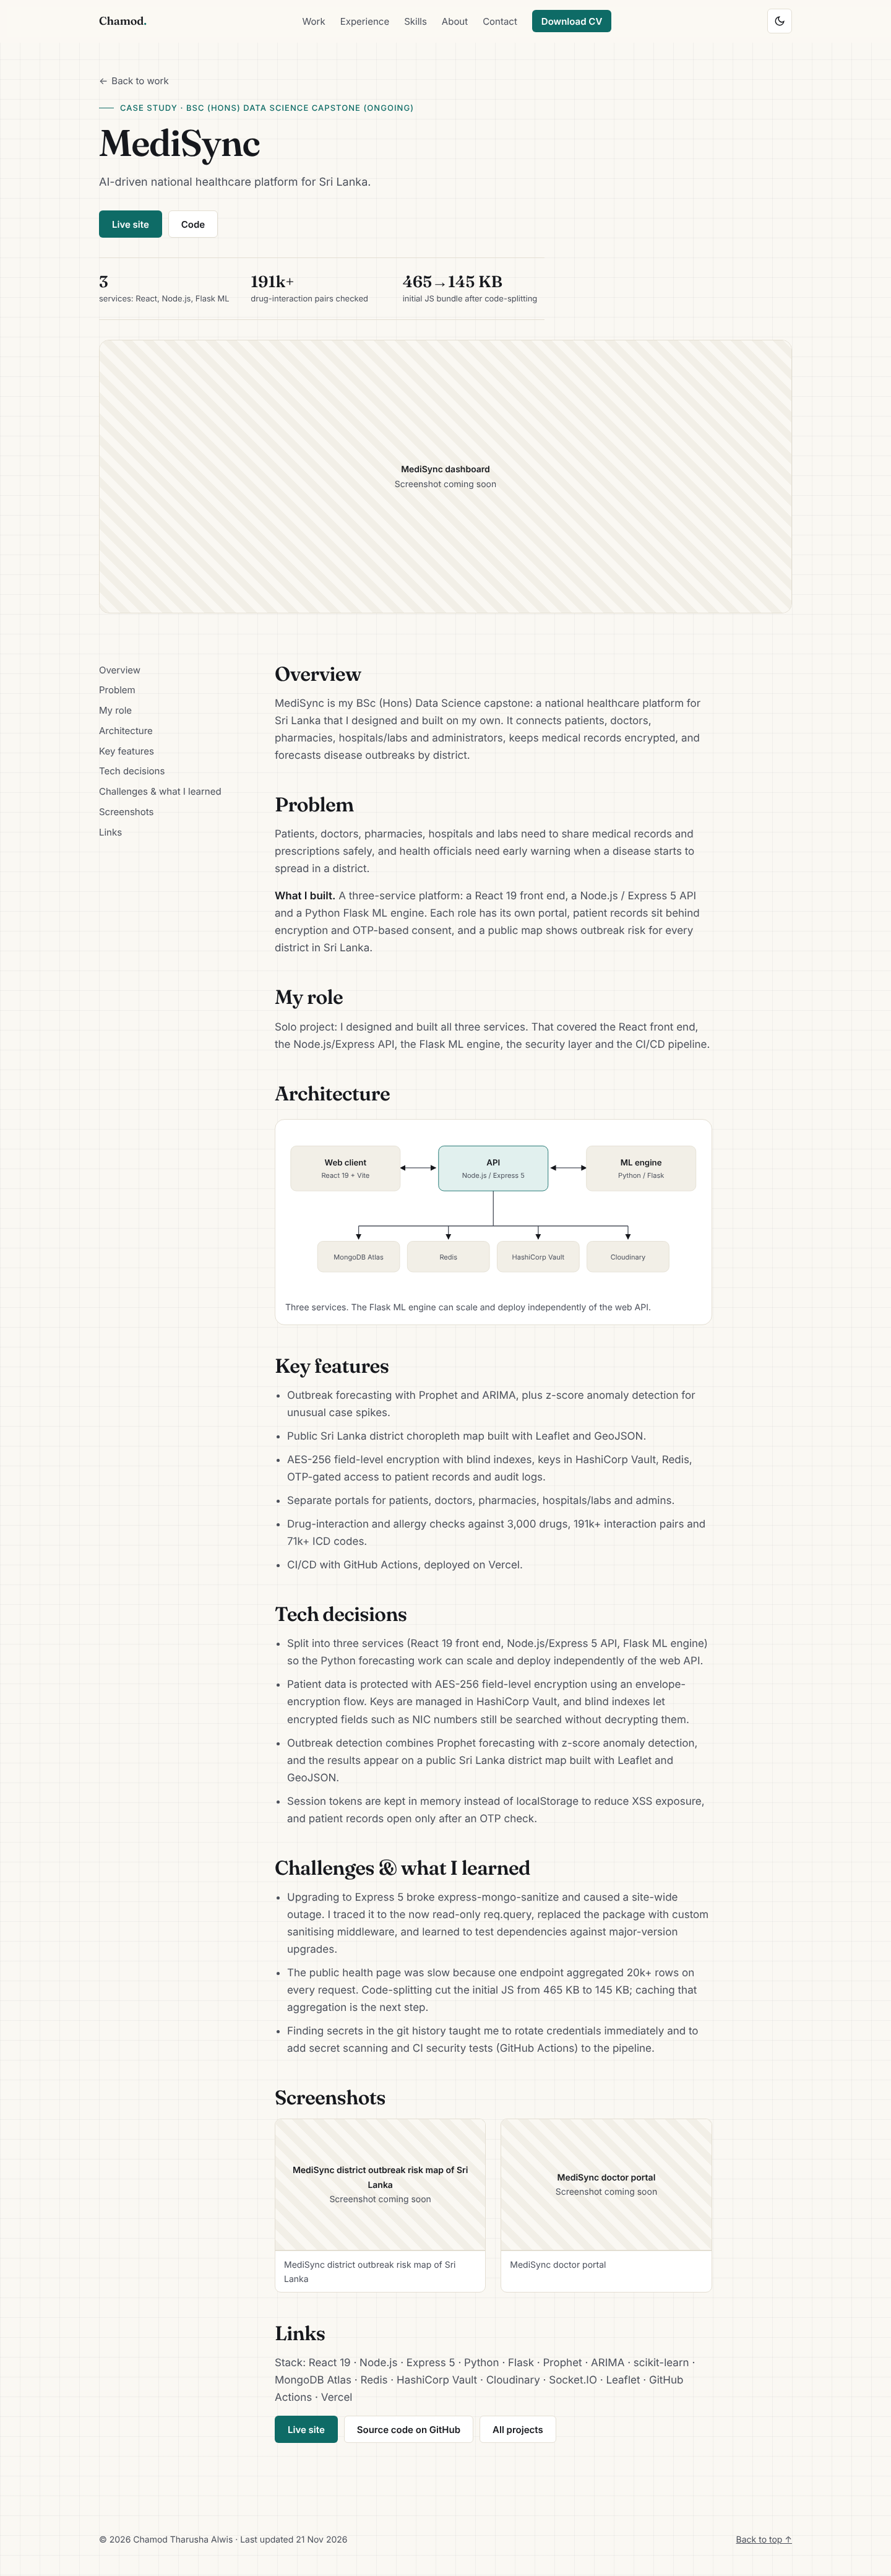 Chamod.
Work
Experience
Skills
About
Contact
Download CV
← Back to work
CASE STUDY · BSC (HONS) DATA SCIENCE CAPSTONE (ONGOING)
MediSync
AI-driven national healthcare platform for Sri Lanka.
Live site
Code
3
services: React, Node.js, Flask ML
191k+
drug-interaction pairs checked
465→145 KB
initial JS bundle after code-splitting
MediSync dashboard
Screenshot coming soon
Overview
Problem
My role
Architecture
Key features
Tech decisions
Challenges & what I learned
Screenshots
Links
Overview
MediSync is my BSc (Hons) Data Science capstone: a national healthcare platform for
Sri Lanka that I designed and built on my own. It connects patients, doctors,
pharmacies, hospitals/labs and administrators, keeps medical records encrypted, and
forecasts disease outbreaks by district.
Problem
Patients, doctors, pharmacies, hospitals and labs need to share medical records and
prescriptions safely, and health officials need early warning when a disease starts to
spread in a district.
What I built. A three-service platform: a React 19 front end, a Node.js / Express 5 API
and a Python Flask ML engine. Each role has its own portal, patient records sit behind
encryption and OTP-based consent, and a public map shows outbreak risk for every
district in Sri Lanka.
My role
Solo project: I designed and built all three services. That covered the React front end,
the Node.js/Express API, the Flask ML engine, the security layer and the CI/CD pipeline.
Architecture
Web client
React 19 + Vite
API
Node.js / Express 5
ML engine
Python / Flask
MongoDB Atlas
Redis
HashiCorp Vault
Cloudinary
Three services. The Flask ML engine can scale and deploy independently of the web API.
Key features
• Outbreak forecasting with Prophet and ARIMA, plus z-score anomaly detection for
unusual case spikes.
• Public Sri Lanka district choropleth map built with Leaflet and GeoJSON.
• AES-256 field-level encryption with blind indexes, keys in HashiCorp Vault, Redis,
OTP-gated access to patient records and audit logs.
• Separate portals for patients, doctors, pharmacies, hospitals/labs and admins.
• Drug-interaction and allergy checks against 3,000 drugs, 191k+ interaction pairs and
71k+ ICD codes.
• CI/CD with GitHub Actions, deployed on Vercel.
Tech decisions
• Split into three services (React 19 front end, Node.js/Express 5 API, Flask ML engine)
so the Python forecasting work can scale and deploy independently of the web API.
• Patient data is protected with AES-256 field-level encryption using an envelope-
encryption flow. Keys are managed in HashiCorp Vault, and blind indexes let
encrypted fields such as NIC numbers still be searched without decrypting them.
• Outbreak detection combines Prophet forecasting with z-score anomaly detection,
and the results appear on a public Sri Lanka district map built with Leaflet and
GeoJSON.
• Session tokens are kept in memory instead of localStorage to reduce XSS exposure,
and patient records open only after an OTP check.
Challenges & what I learned
• Upgrading to Express 5 broke express-mongo-sanitize and caused a site-wide
outage. I traced it to the now read-only req.query, replaced the package with custom
sanitising middleware, and learned to test dependencies against major-version
upgrades.
• The public health page was slow because one endpoint aggregated 20k+ rows on
every request. Code-splitting cut the initial JS from 465 KB to 145 KB; caching that
aggregation is the next step.
• Finding secrets in the git history taught me to rotate credentials immediately and to
add secret scanning and CI security tests (GitHub Actions) to the pipeline.
Screenshots
MediSync district outbreak risk map of Sri
Lanka
Screenshot coming soon
MediSync district outbreak risk map of Sri
Lanka
MediSync doctor portal
Screenshot coming soon
MediSync doctor portal
Links
Stack: React 19 · Node.js · Express 5 · Python · Flask · Prophet · ARIMA · scikit-learn ·
MongoDB Atlas · Redis · HashiCorp Vault · Cloudinary · Socket.IO · Leaflet · GitHub
Actions · Vercel
Live site
Source code on GitHub
All projects
© 2026 Chamod Tharusha Alwis · Last updated 21 Nov 2026
Back to top ↑